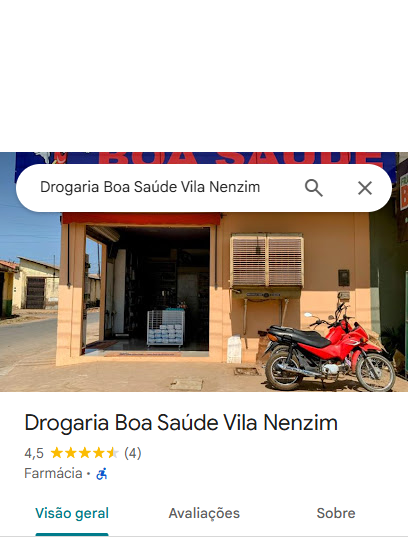 BOA SAÚDE
Drogaria Boa Saúde Vila Nenzim
Drogaria Boa Saúde Vila Nenzim
4,5 (4)
Farmácia ·
Visão geral Avaliações Sobre